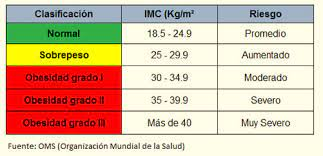 Clasificación IMC (Kg/m² Riesgo
Normal 18.5 - 24.9 Promedio
Sobrepeso 25 - 29.9 Aumentado
Obesidad grado I 30 - 34.9 Moderado
Obesidad grado II 35 - 39.9 Severo
Obesidad grado III Más de 40 Muy Severo
Fuente: OMS (Organización Mundial de la Salud)